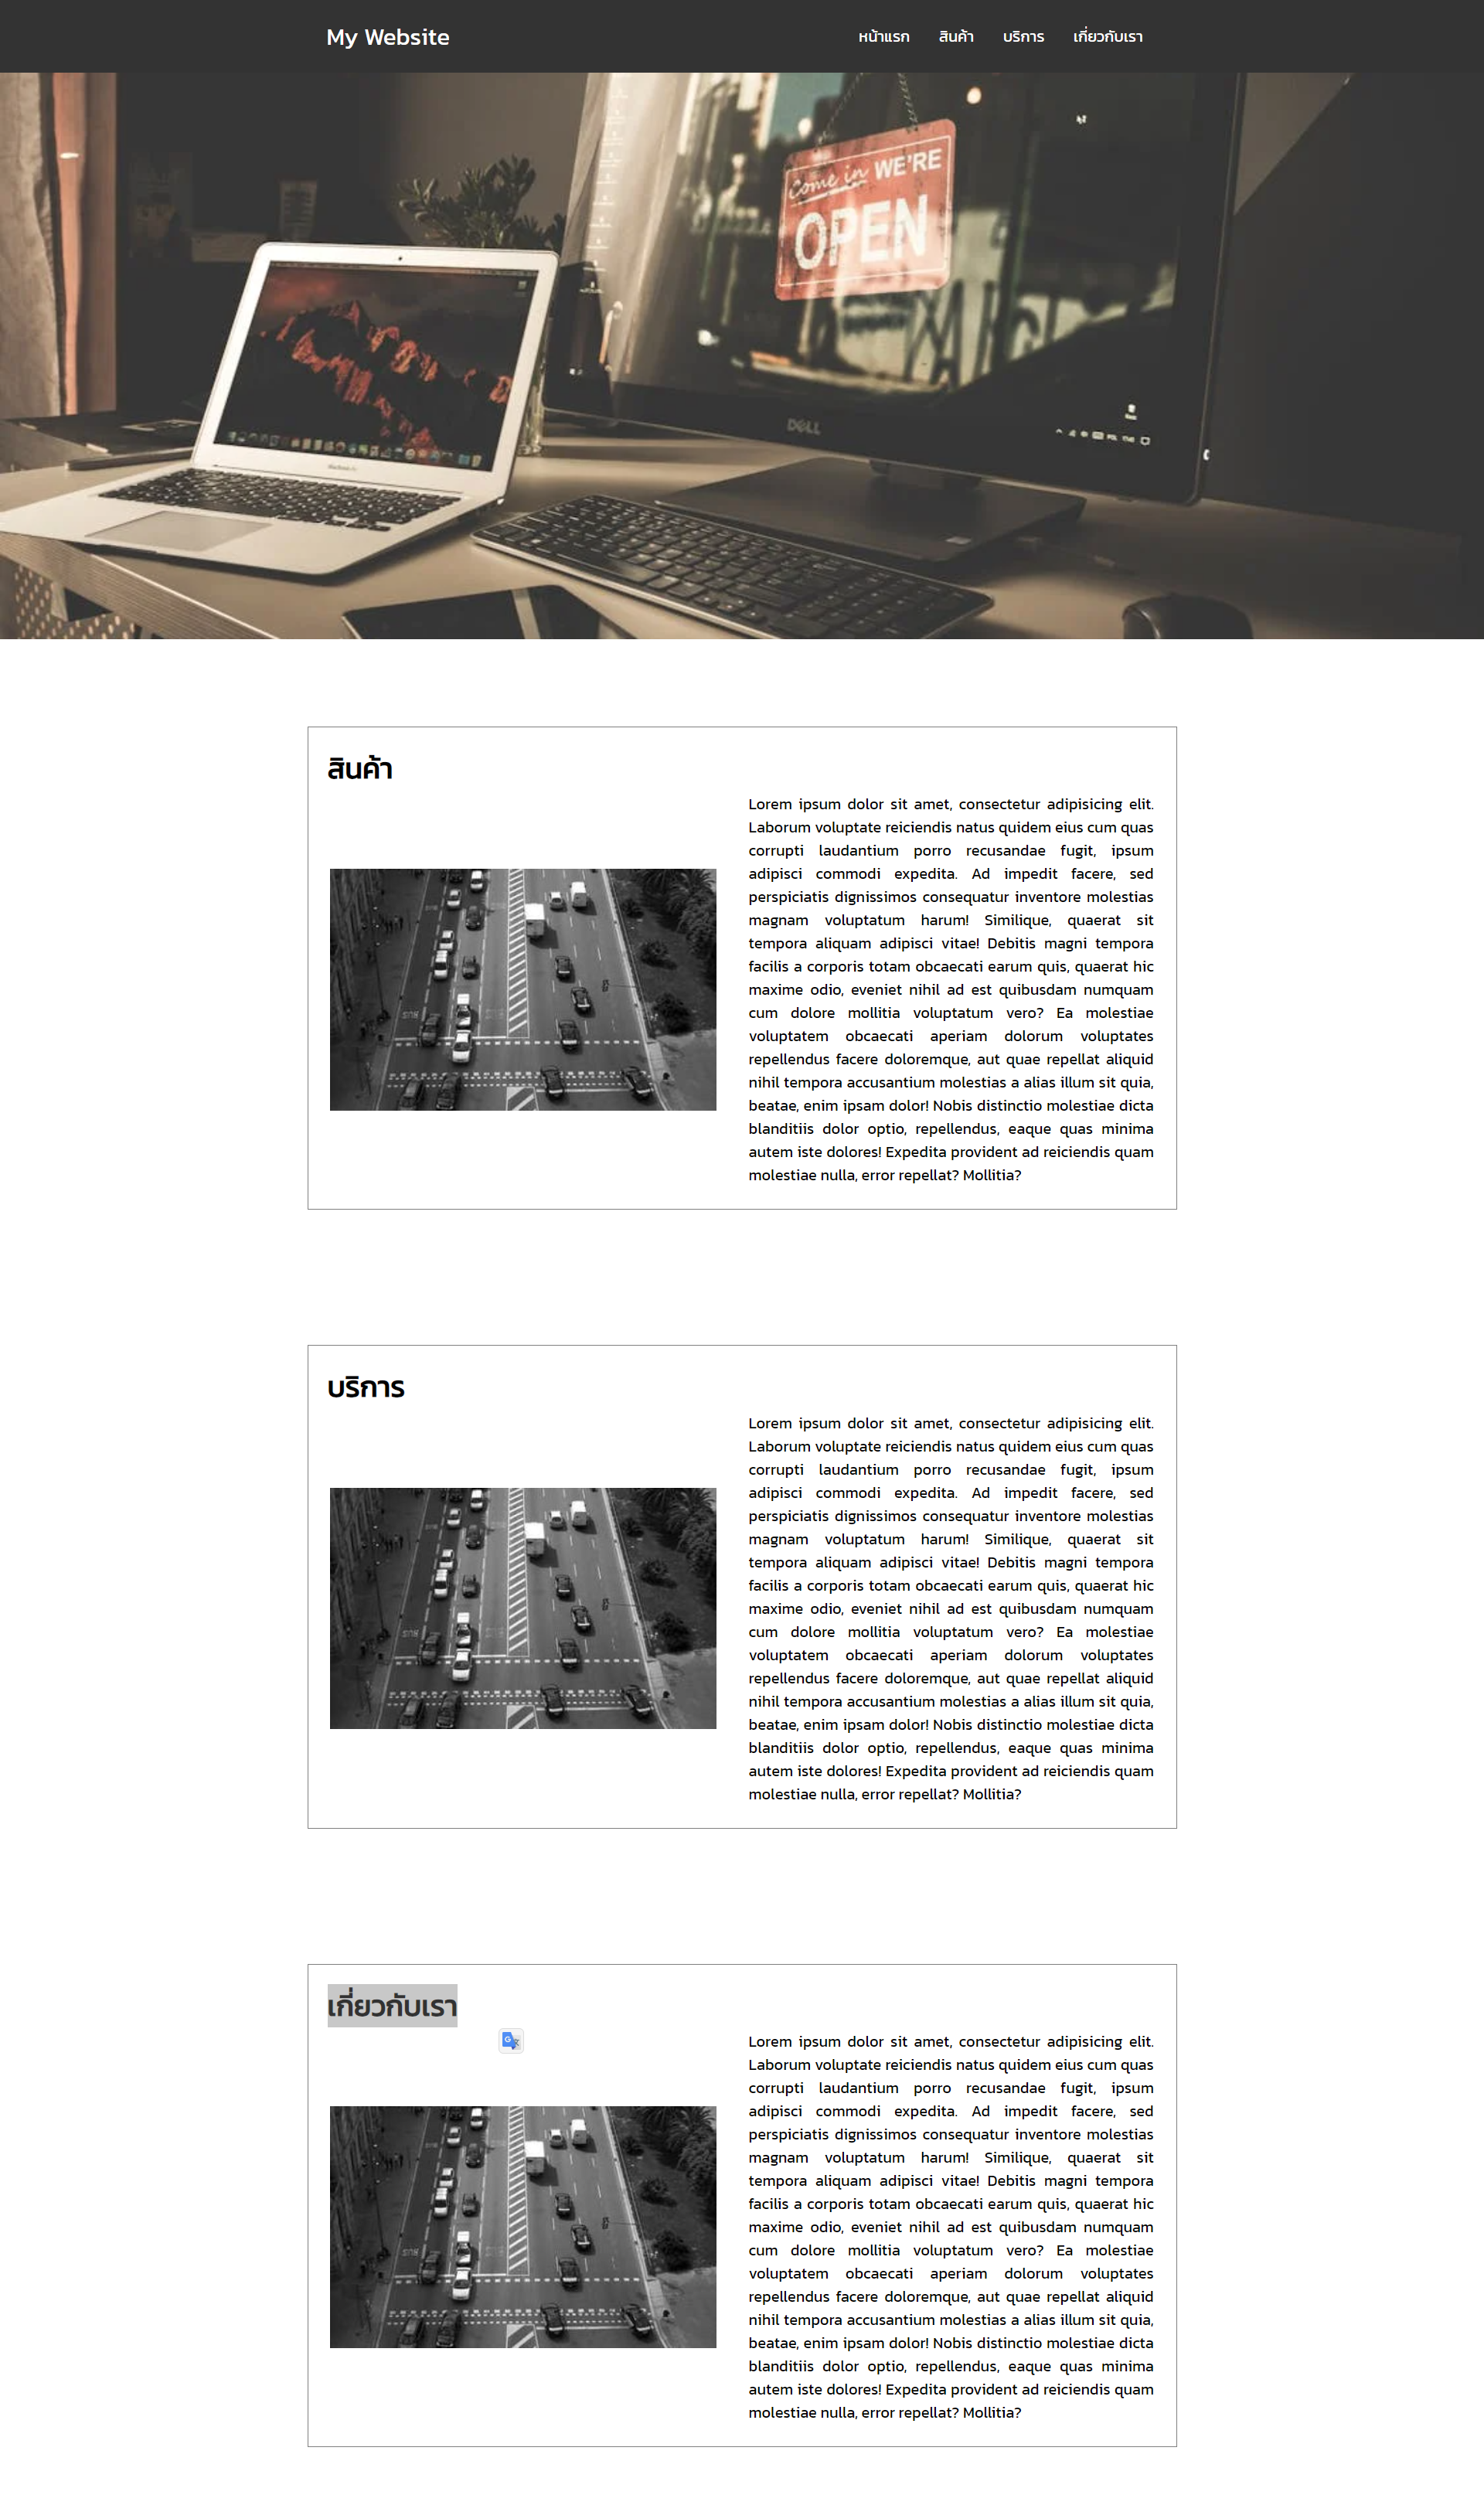 My Website
หน้าแรก สินค้า บริการ เกี่ยวกับเรา
come in WE'RE
OPEN
DELL
สินค้า
Lorem ipsum dolor sit amet, consectetur adipisicing elit.
Laborum voluptate reiciendis natus quidem eius cum quas
corrupti laudantium porro recusandae fugit, ipsum
adipisci commodi expedita. Ad impedit facere, sed
perspiciatis dignissimos consequatur inventore molestias
magnam voluptatum harum! Similique, quaerat sit
tempora aliquam adipisci vitae! Debitis magni tempora
facilis a corporis totam obcaecati earum quis, quaerat hic
maxime odio, eveniet nihil ad est quibusdam numquam
cum dolore mollitia voluptatum vero? Ea molestiae
voluptatem obcaecati aperiam dolorum voluptates
repellendus facere doloremque, aut quae repellat aliquid
nihil tempora accusantium molestias a alias illum sit quia,
beatae, enim ipsam dolor! Nobis distinctio molestiae dicta
blanditiis dolor optio, repellendus, eaque quas minima
autem iste dolores! Expedita provident ad reiciendis quam
molestiae nulla, error repellat? Mollitia?
บริการ
Lorem ipsum dolor sit amet, consectetur adipisicing elit.
Laborum voluptate reiciendis natus quidem eius cum quas
corrupti laudantium porro recusandae fugit, ipsum
adipisci commodi expedita. Ad impedit facere, sed
perspiciatis dignissimos consequatur inventore molestias
magnam voluptatum harum! Similique, quaerat sit
tempora aliquam adipisci vitae! Debitis magni tempora
facilis a corporis totam obcaecati earum quis, quaerat hic
maxime odio, eveniet nihil ad est quibusdam numquam
cum dolore mollitia voluptatum vero? Ea molestiae
voluptatem obcaecati aperiam dolorum voluptates
repellendus facere doloremque, aut quae repellat aliquid
nihil tempora accusantium molestias a alias illum sit quia,
beatae, enim ipsam dolor! Nobis distinctio molestiae dicta
blanditiis dolor optio, repellendus, eaque quas minima
autem iste dolores! Expedita provident ad reiciendis quam
molestiae nulla, error repellat? Mollitia?
เกี่ยวกับเรา
Lorem ipsum dolor sit amet, consectetur adipisicing elit.
Laborum voluptate reiciendis natus quidem eius cum quas
corrupti laudantium porro recusandae fugit, ipsum
adipisci commodi expedita. Ad impedit facere, sed
perspiciatis dignissimos consequatur inventore molestias
magnam voluptatum harum! Similique, quaerat sit
tempora aliquam adipisci vitae! Debitis magni tempora
facilis a corporis totam obcaecati earum quis, quaerat hic
maxime odio, eveniet nihil ad est quibusdam numquam
cum dolore mollitia voluptatum vero? Ea molestiae
voluptatem obcaecati aperiam dolorum voluptates
repellendus facere doloremque, aut quae repellat aliquid
nihil tempora accusantium molestias a alias illum sit quia,
beatae, enim ipsam dolor! Nobis distinctio molestiae dicta
blanditiis dolor optio, repellendus, eaque quas minima
autem iste dolores! Expedita provident ad reiciendis quam
molestiae nulla, error repellat? Mollitia?